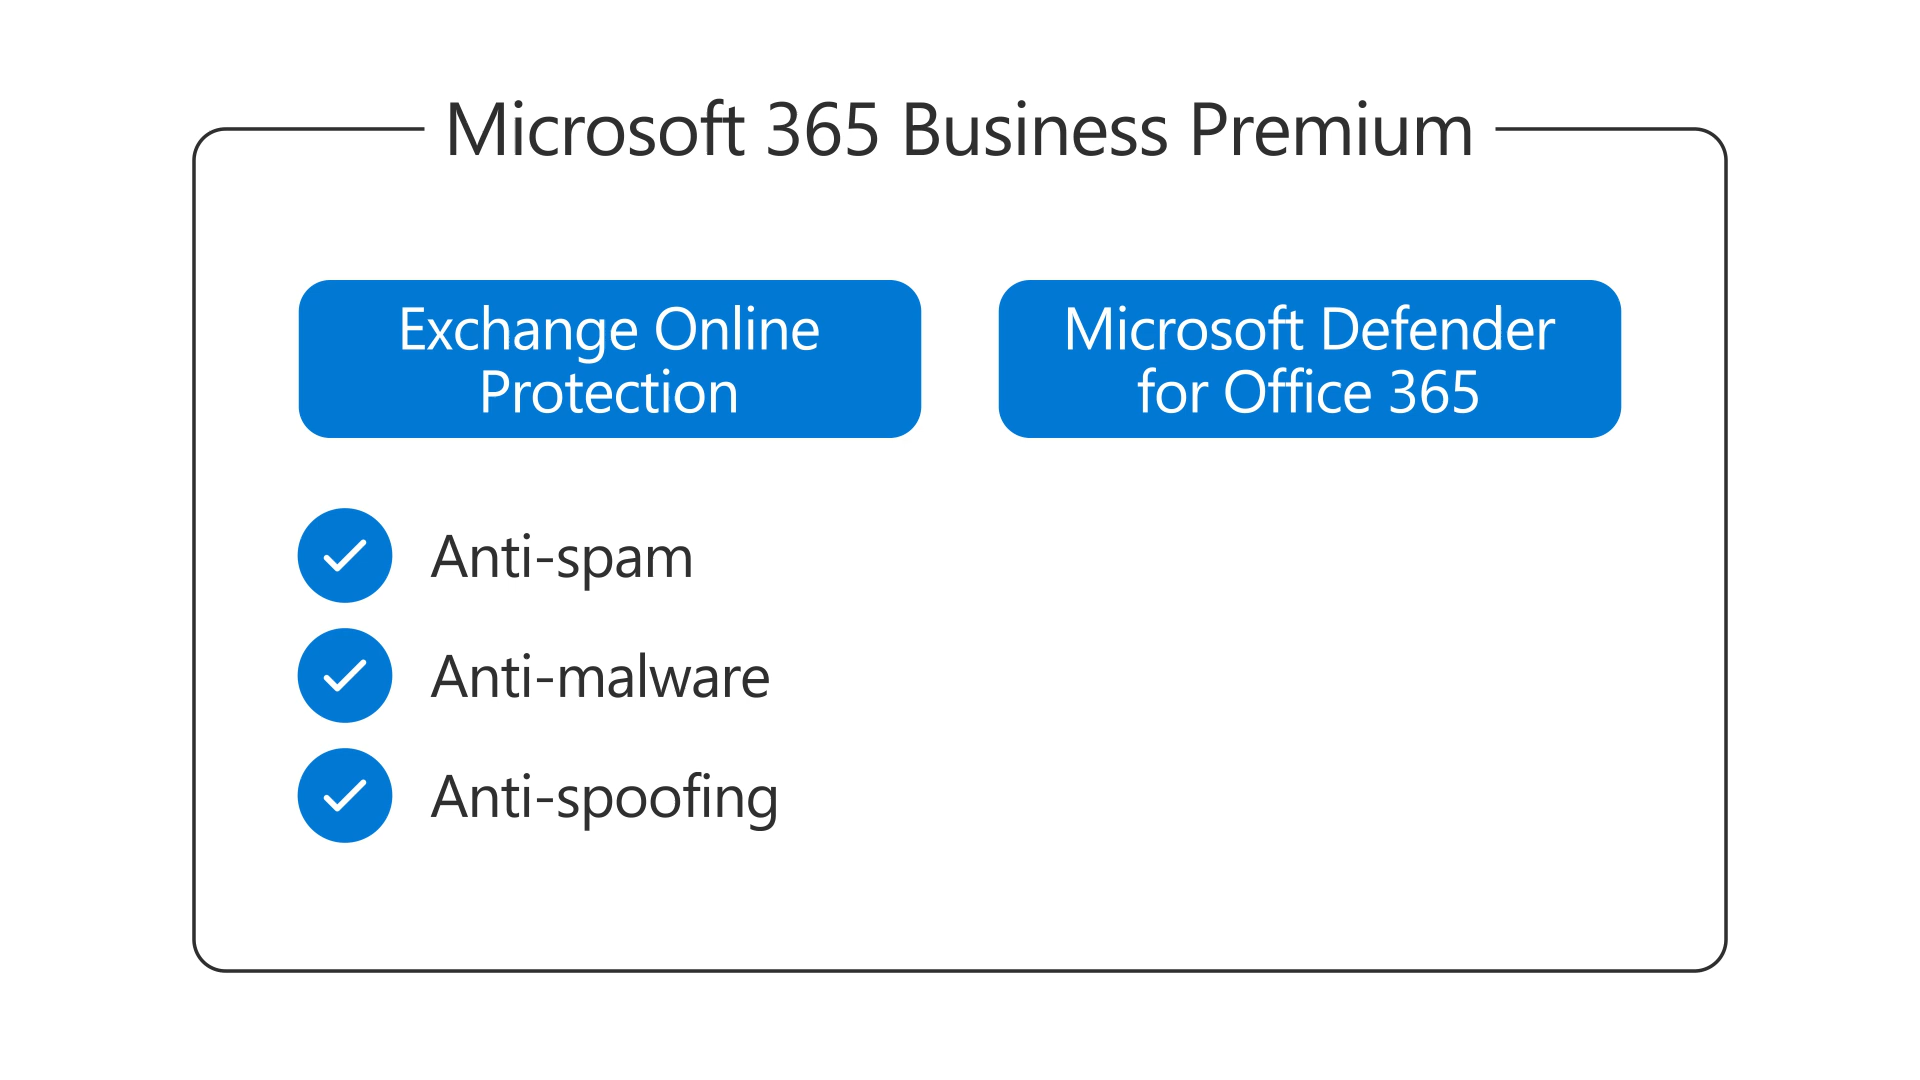 Microsoft 365 Business Premium
Exchange Online
Protection
Microsoft Defender
for Office 365
Anti-spam
Anti-malware
Anti-spoofing